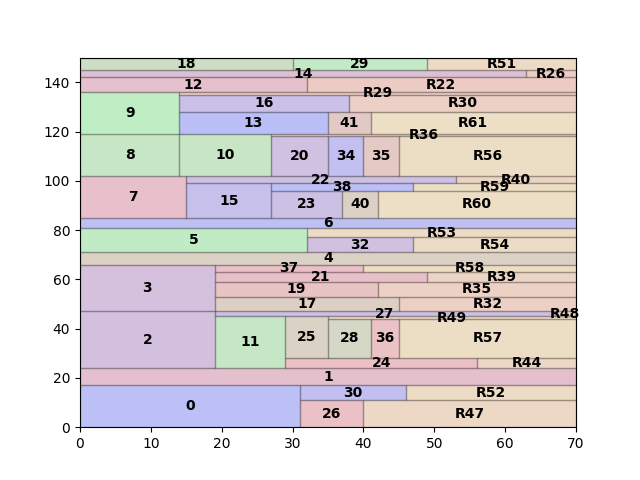 18 29 R51
140 14 R26
12 R22
R29
16 R30
9
120 13 41 R61
R36
8 10 20 34 35 R56
100 22 R40
38 R59
7 15 23 40 R60
6
80 5 R53
32 R54
4
60 37 R58
21 R39
3 19 R35
17 R32
27 R48
40 R49
2 11 25 28 36 R57
24 R44
20 1
30 R52
0 26 R47
0
0 10 20 30 40 50 60 70